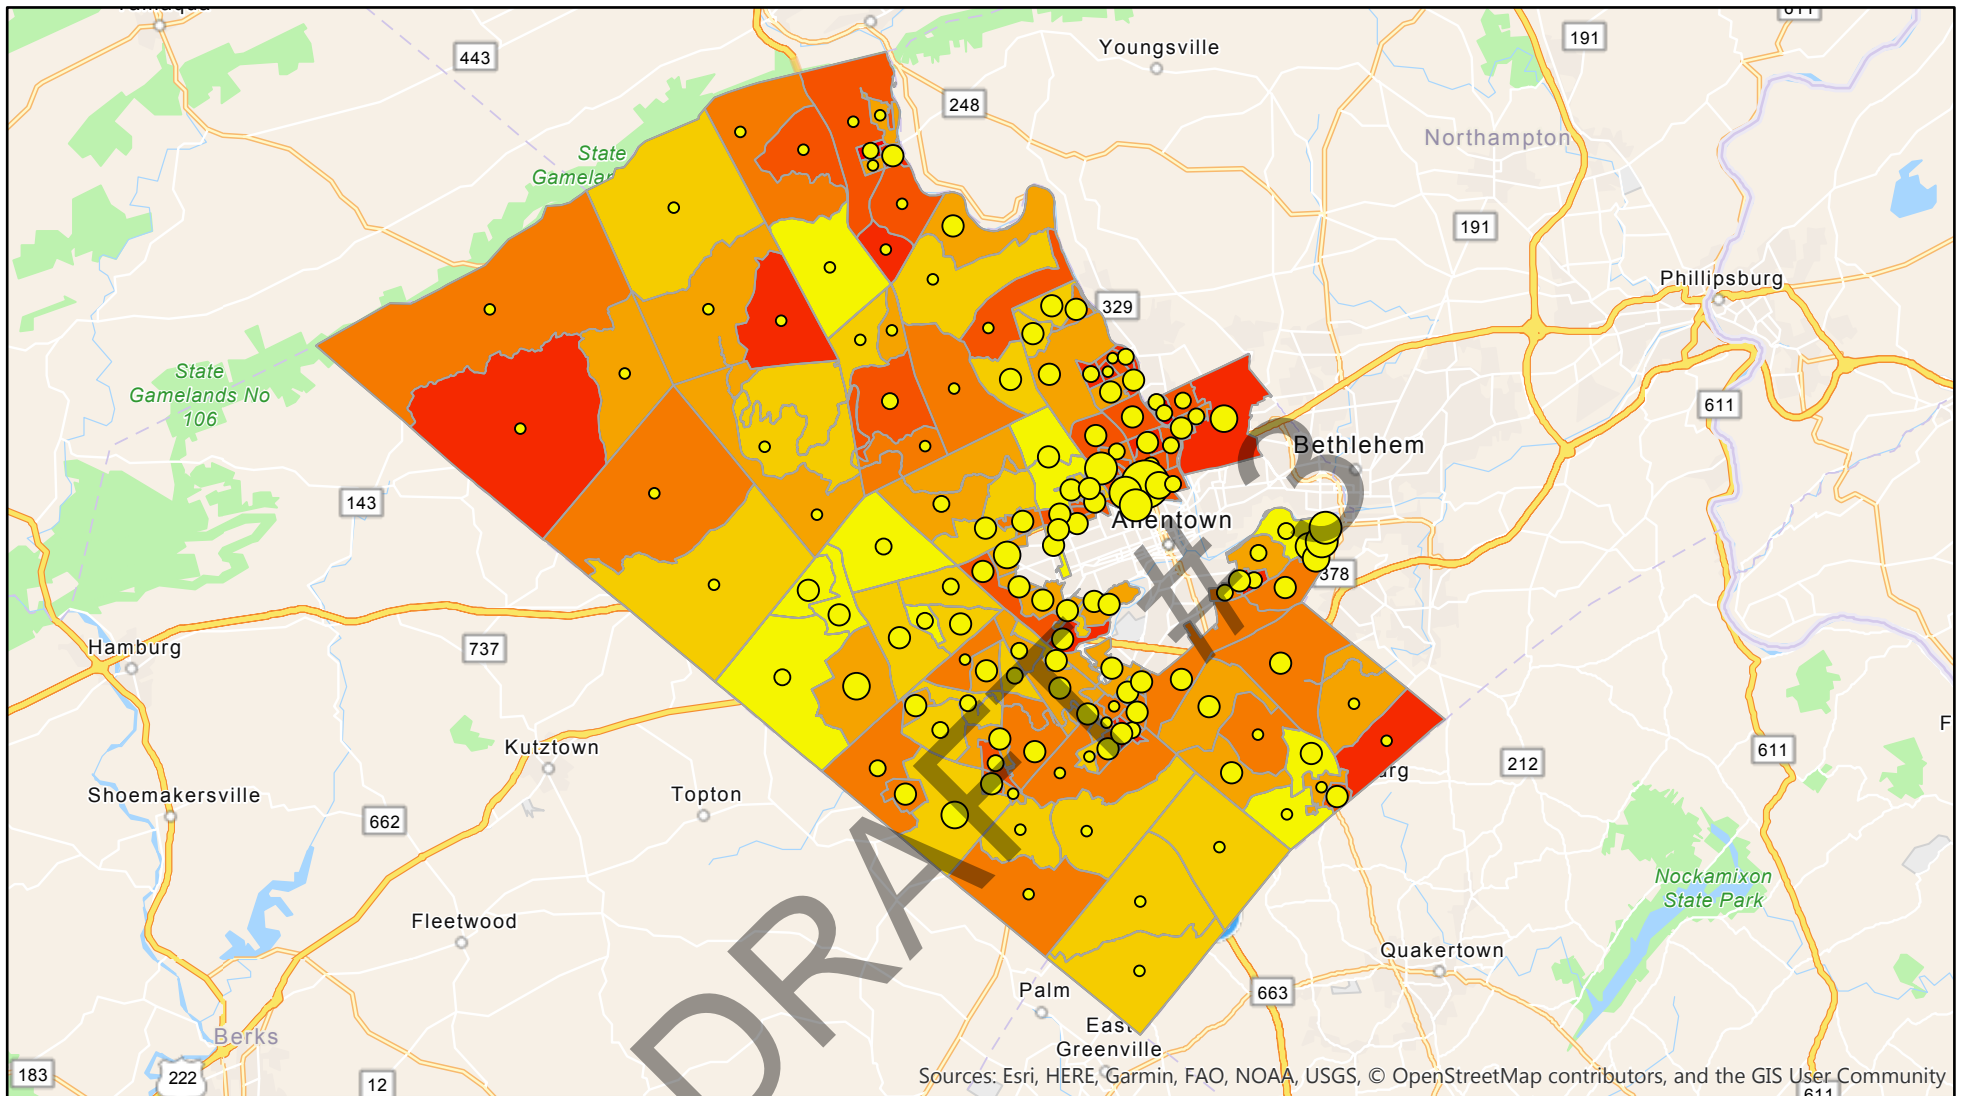 611
191
443
Youngsville
248
Northampton
State
191
Phillipsburg
329
State
Gamelands No
106
611
Bethlehem
143
Allentown
378
Hamburg
737
Kutztown
611
212
Topton
Shoemakersville
662
Nockamixon
State Park
Fleetwood
Quakertown
Palm
663
East
Greenville
Berks
183
222
12
DRAFT #3
Sources: Esri, HERE, Garmin, FAO, NOAA, USGS, © OpenStreetMap contributors, and the GIS User Community
611